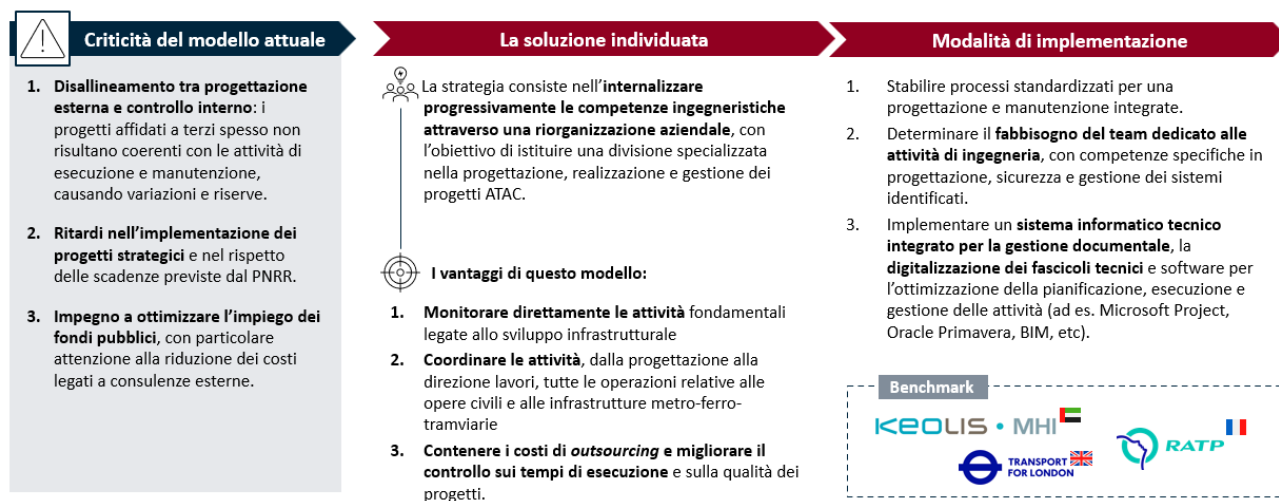 Criticità del modello attuale
1. Disallineamento tra progettazione
esterna e controllo interno: i
progetti affidati a terzi spesso non
risultano coerenti con le attività di
esecuzione e manutenzione,
causando variazioni e riserve.
2. Ritardi nell’implementazione dei
progetti strategici e nel rispetto
delle scadenze previste dal PNRR.
3. Impegno a ottimizzare l’impiego dei
fondi pubblici, con particolare
attenzione alla riduzione dei costi
legati a consulenze esterne.
La soluzione individuata
La strategia consiste nell’internalizzare
progressivamente le competenze ingegneristiche
attraverso una riorganizzazione aziendale, con
l’obiettivo di istituire una divisione specializzata
nella progettazione, realizzazione e gestione dei
progetti ATAC.
I vantaggi di questo modello:
1. Monitorare direttamente le attività fondamentali
legate allo sviluppo infrastrutturale
2. Coordinare le attività, dalla progettazione alla
direzione lavori, tutte le operazioni relative alle
opere civili e alle infrastrutture metro-ferro-
tramviarie
3. Contenere i costi di outsourcing e migliorare il
controllo sui tempi di esecuzione e sulla qualità dei
progetti.
Modalità di implementazione
1. Stabilire processi standardizzati per una
progettazione e manutenzione integrate.
2. Determinare il fabbisogno del team dedicato alle
attività di ingegneria, con competenze specifiche in
progettazione, sicurezza e gestione dei sistemi
identificati.
3. Implementare un sistema informatico tecnico
integrato per la gestione documentale, la
digitalizzazione dei fascicoli tecnici e software per
l’ottimizzazione della pianificazione, esecuzione e
gestione delle attività (ad es. Microsoft Project,
Oracle Primavera, BIM, etc).
Benchmark
KEOLIS • MHI
TRANSPORT
FOR LONDON
RATP